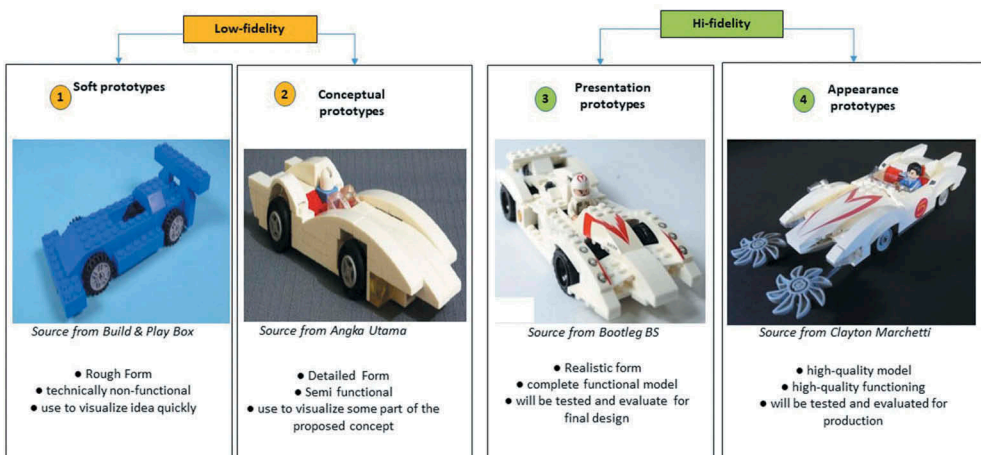 Low-fidelity
Hi-fidelity
1
Soft prototypes
Source from Build & Play Box
● Rough Form
● technically non-functional
● use to visualize idea quickly
2
Conceptual
prototypes
Source from Angka Utama
● Detailed Form
● Semi functional
● use to visualize some part of the
proposed concept
3
Presentation
prototypes
Source from Bootleg BS
● Realistic form
● complete functional model
● will be tested and evaluate for
final design
4
Appearance
prototypes
Source from Clayton Marchetti
● high-quality model
● high-quality functioning
● will be tested and evaluated for
production